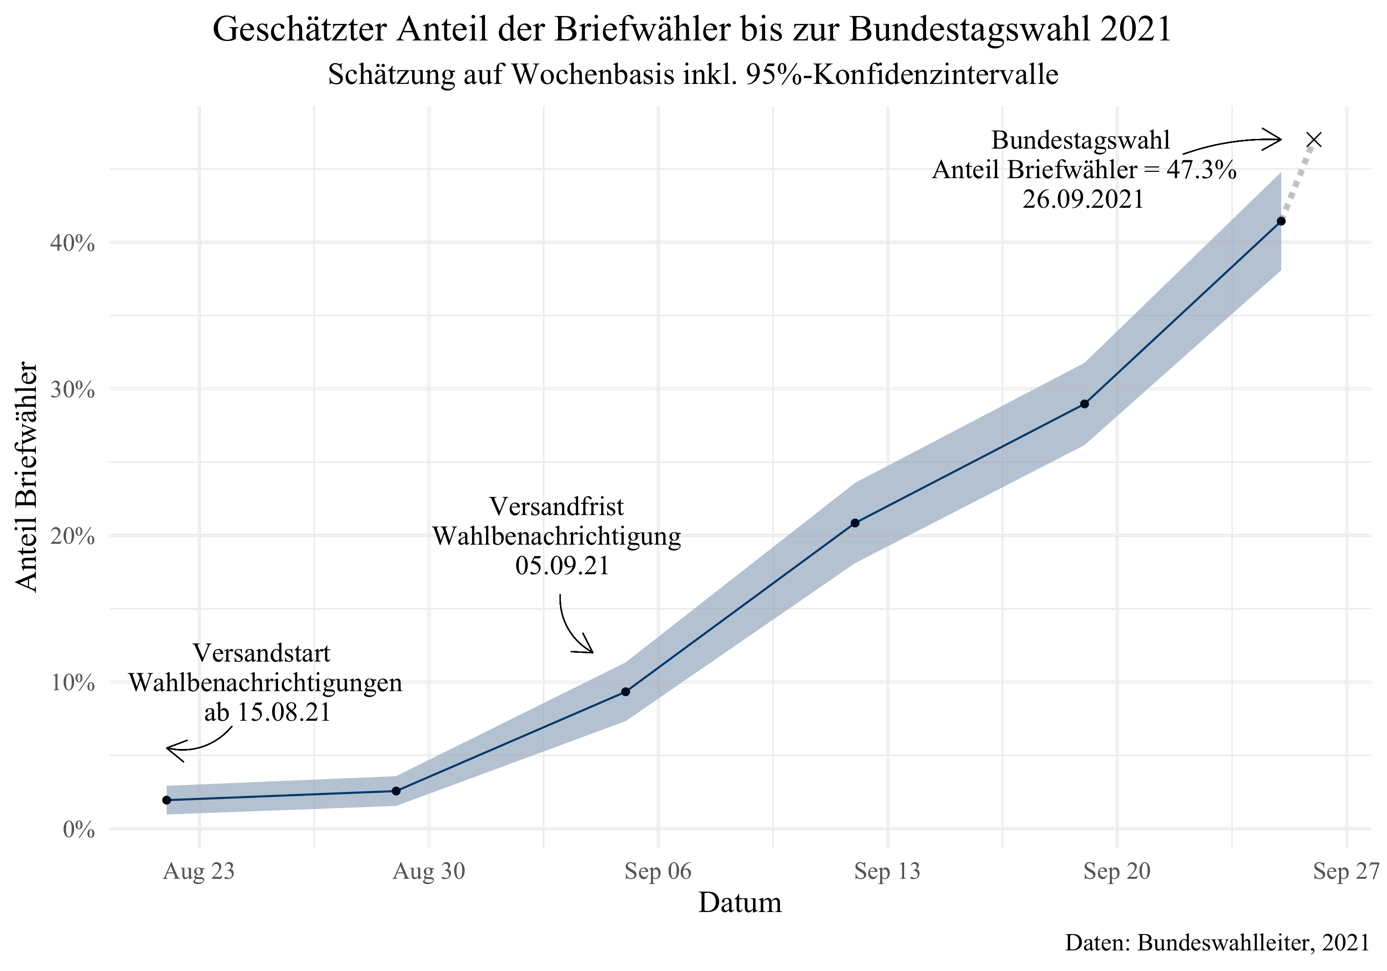 Geschätzter Anteil der Briefwähler bis zur Bundestagswahl 2021
Schätzung auf Wochenbasis inkl. 95%-Konfidenzintervalle
Bundestagswahl
Anteil Briefwähler = 47.3%
26.09.2021
Versandfrist
Wahlbenachrichtigung
05.09.21
Versandstart
Wahlbenachrichtigungen
ab 15.08.21
Anteil Briefwähler
40%
30%
20%
10%
0%
Aug 23
Aug 30
Sep 06
Sep 13
Sep 20
Sep 27
Datum
Daten: Bundeswahlleiter, 2021